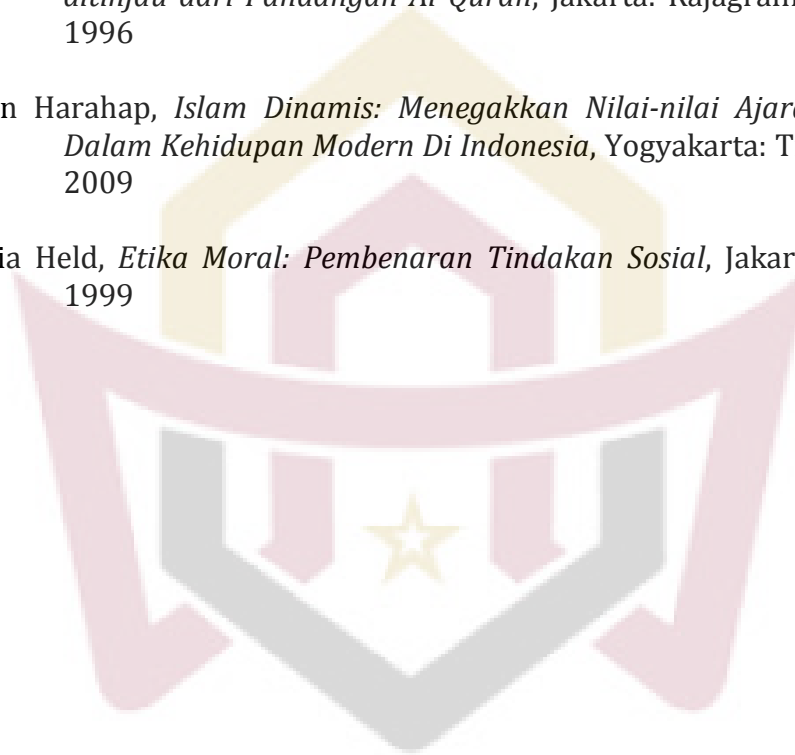 ditinjau dari Pandangan Al-Quran, Jakarta: Rajagrafi
1996
n Harahap, Islam Dinamis: Menegakkan Nilai-nilai Ajar
Dalam Kehidupan Modern Di Indonesia, Yogyakarta: T
2009
ia Held, Etika Moral: Pembenaran Tindakan Sosial, Jakar
1999